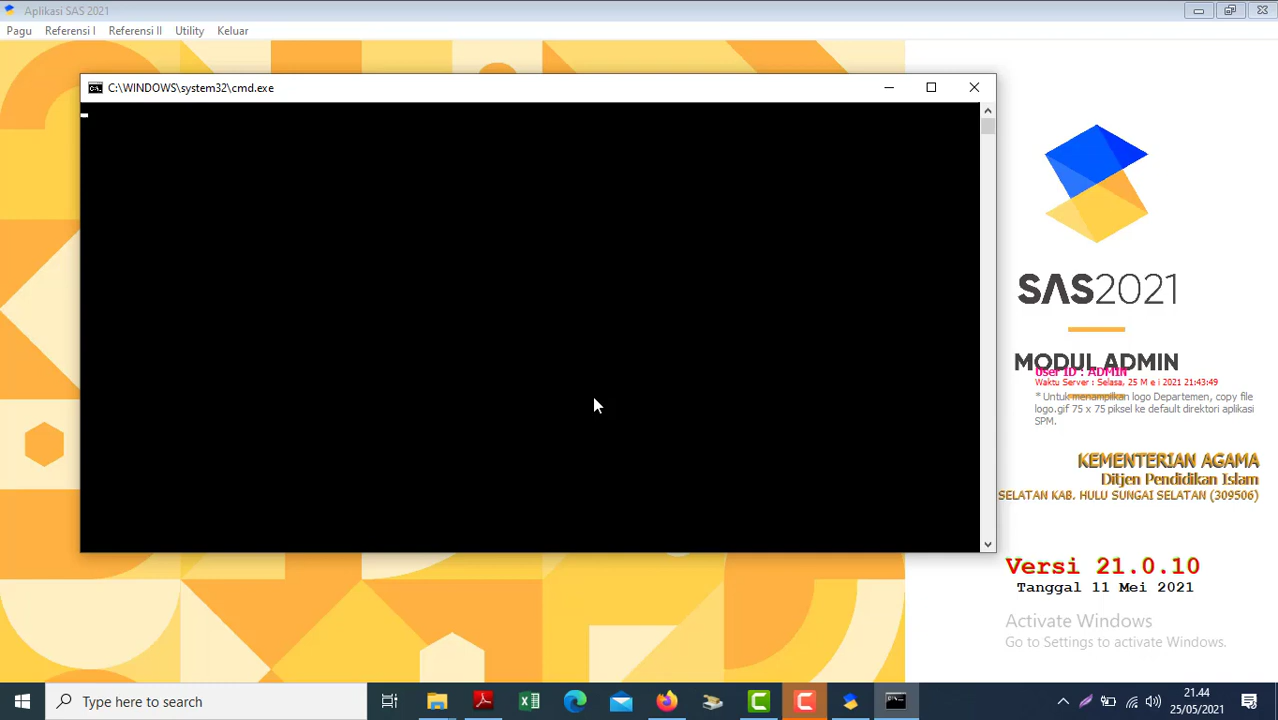 Aplikasi SAS 2021
Pagu Referensi I Referensi II Utility Keluar
C:\WINDOWS\system32\cmd.exe
SAS2021
MODUL ADMIN
User ID : ADMIN
Waktu Server : Selasa, 25 M e i 2021 21:43:49
* Untuk menampilkan logo Departemen, copy file
logo.gif 75 x 75 piksel ke default direktori aplikasi
SPM.
KEMENTERIAN AGAMA
Ditjen Pendidikan Islam
SELATAN KAB. HULU SUNGAI SELATAN (309506)
Versi 21.0.10
Tanggal 11 Mei 2021
Activate Windows
Go to Settings to activate Windows.
Type here to search
21.44
25/05/2021